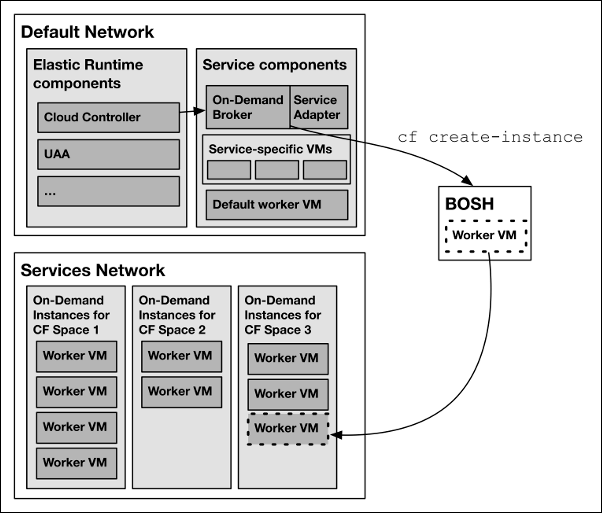 Default Network
Elastic Runtime
components
Cloud Controller
UAA
...
Service components
On-Demand
Broker
Service
Adapter
Service-specific VMs
Default worker VM
cf create-instance
BOSH
Worker VM
Services Network
On-Demand
Instances for
CF Space 1
Worker VM
Worker VM
Worker VM
Worker VM
On-Demand
Instances for
CF Space 2
Worker VM
Worker VM
On-Demand
Instances for
CF Space 3
Worker VM
Worker VM
Worker VM